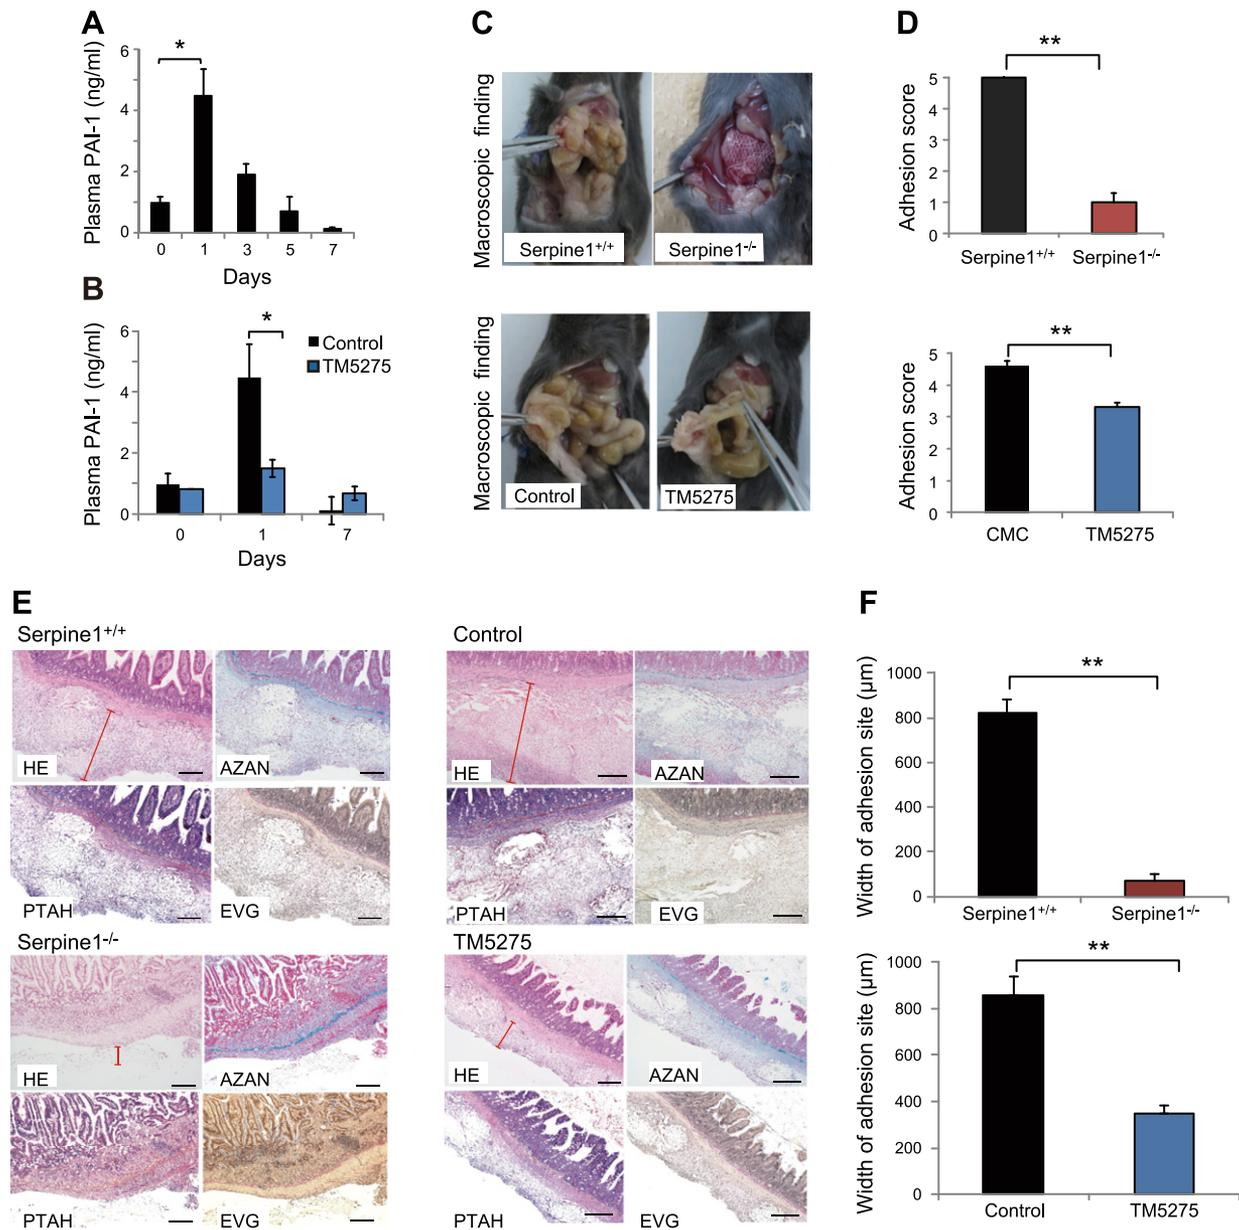 A
Plasma PAI-1 (ng/ml)
6
4
2
0
0 1 3 5 7
Days
*
B
Plasma PAI-1 (ng/ml)
6
4
2
0
0 1 7
Days
*
Control
TM5275
C
Macroscopic finding
Serpine1+/+
Serpine1-/-
Macroscopic finding
Control
TM5275
D
**
Adhesion score
5
4
3
2
1
0
Serpine1+/+ Serpine1-/-
**
Adhesion score
5
4
3
2
1
0
CMC TM5275
E
Serpine1+/+
HE
AZAN
PTAH
EVG
Serpine1-/-
HE
AZAN
PTAH
EVG
Control
HE
AZAN
PTAH
EVG
TM5275
HE
AZAN
PTAH
EVG
F
**
Width of adhesion site (µm)
1000
800
600
400
200
0
Serpine1+/+ Serpine1-/-
**
Width of adhesion site (µm)
1000
800
600
400
200
0
Control TM5275